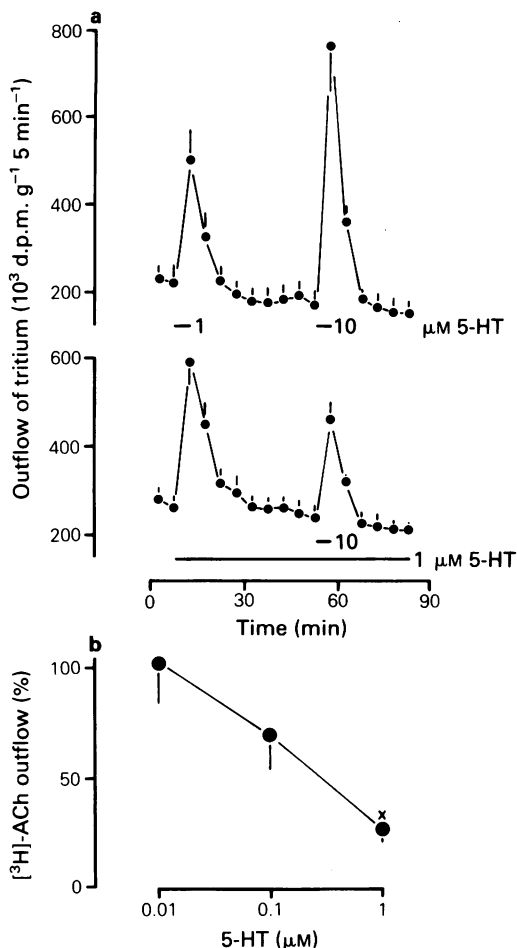 a
Outflow of tritium (10³ d.p.m. g⁻¹ 5 min⁻¹)
800
600
400
200
–1 –10 μM 5-HT
600
400
200
–10
1 μM 5-HT
0 30 60 90
Time (min)
b
[³H]-ACh outflow (%)
100
50
0
x
0.01 0.1 1
5-HT (μM)